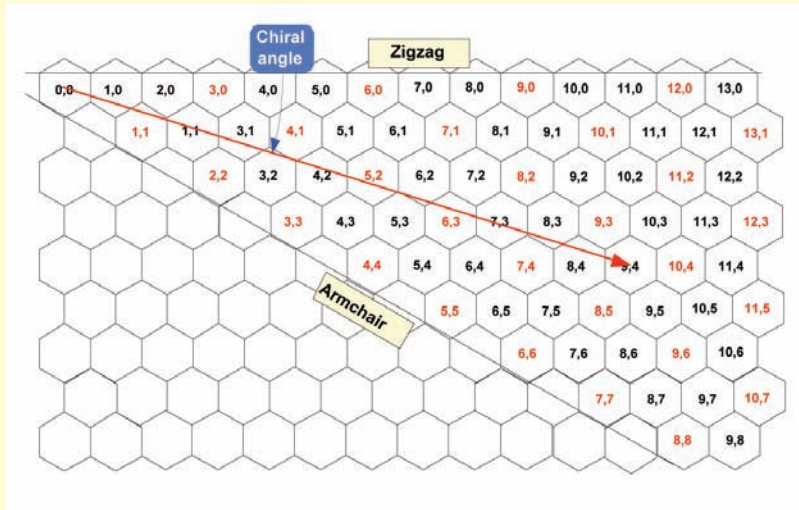 Chiral
angle
Zigzag
0,0 1,0 2,0 3,0 4,0 5,0 6,0 7,0 8,0 9,0 10,0 11,0 12,0 13,0
1,1 1,1 3,1 4,1 5,1 6,1 7,1 8,1 9,1 10,1 11,1 12,1 13,1
2,2 3,2 4,2 5,2 6,2 7,2 8,2 9,2 10,2 11,2 12,2
3,3 4,3 5,3 6,3 7,3 8,3 9,3 10,3 11,3 12,3
4,4 5,4 6,4 7,4 8,4 9,4 10,4 11,4
Armchair
5,5 6,5 7,5 8,5 9,5 10,5 11,5
6,6 7,6 8,6 9,6 10,6
7,7 8,7 9,7 10,7
8,8 9,8